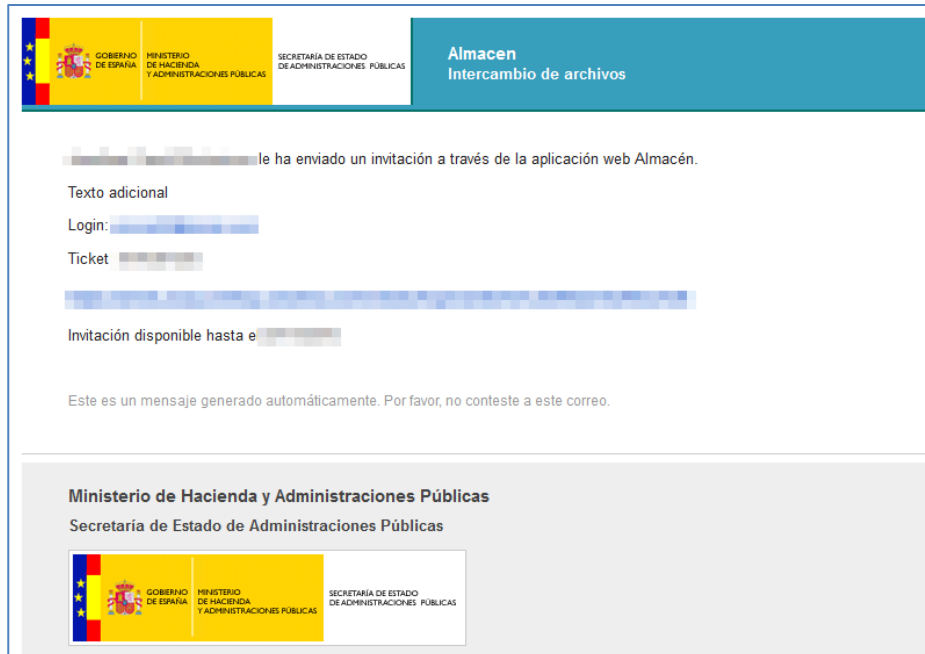 GOBIERNO
DE ESPAÑA
MINISTERIO
DE HACIENDA
Y ADMINISTRACIONES PÚBLICAS
SECRETARÍA DE ESTADO
DE ADMINISTRACIONES PÚBLICAS
Almacen
Intercambio de archivos
le ha enviado un invitación a través de la aplicación web Almacén.
Texto adicional
Login:
Ticket
Invitación disponible hasta e
Este es un mensaje generado automáticamente. Por favor, no conteste a este correo.
Ministerio de Hacienda y Administraciones Públicas
Secretaría de Estado de Administraciones Públicas
GOBIERNO
DE ESPAÑA
MINISTERIO
DE HACIENDA
Y ADMINISTRACIONES PÚBLICAS
SECRETARÍA DE ESTADO
DE ADMINISTRACIONES PÚBLICAS